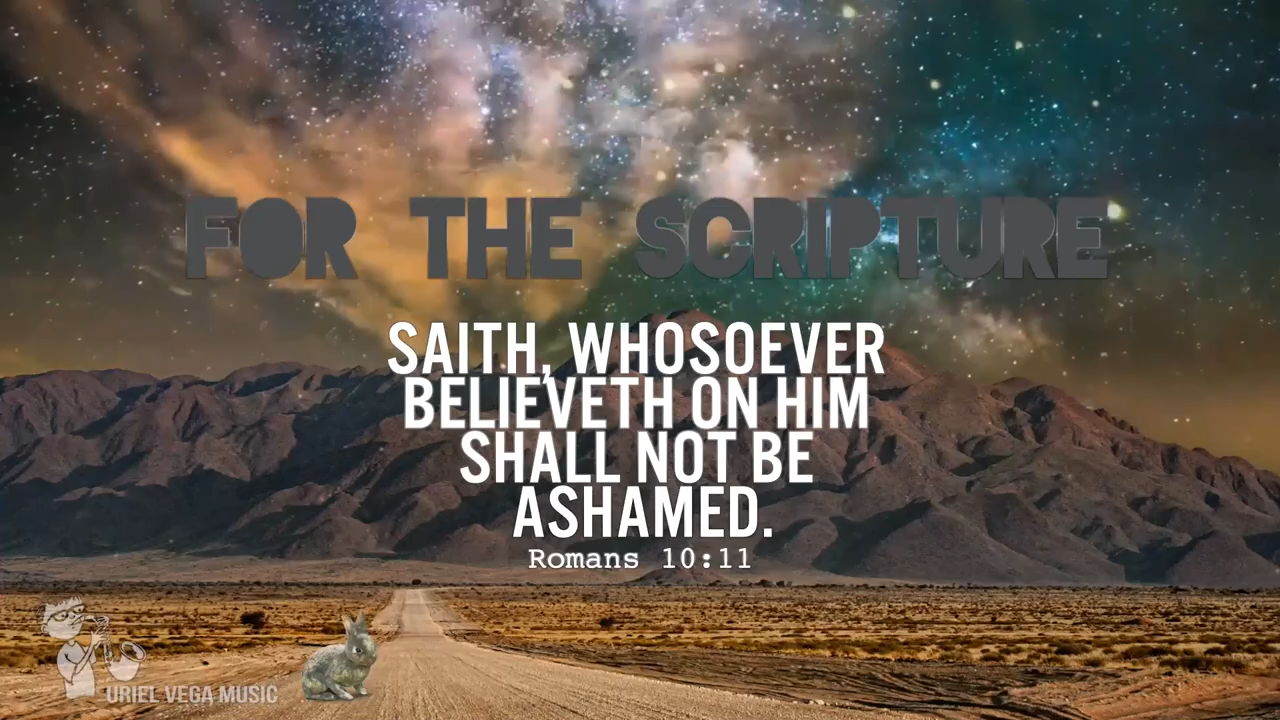 FOR THE SCRIPTURE
SAITH, WHOSOEVER
BELIEVETH ON HIM
SHALL NOT BE
ASHAMED.
Romans 10:11
URIEL VEGA MUSIC